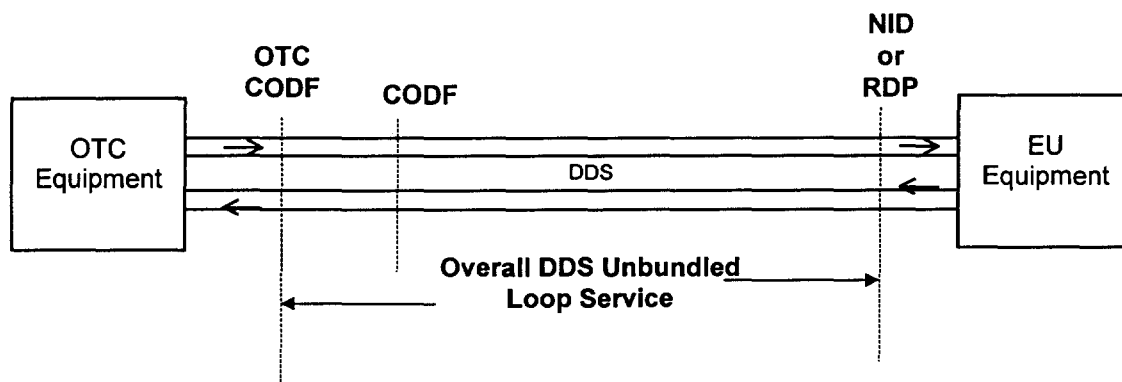 OTC
CODF
CODF
NID
or
RDP
OTC
Equipment
DDS
EU
Equipment
Overall DDS Unbundled
Loop Service